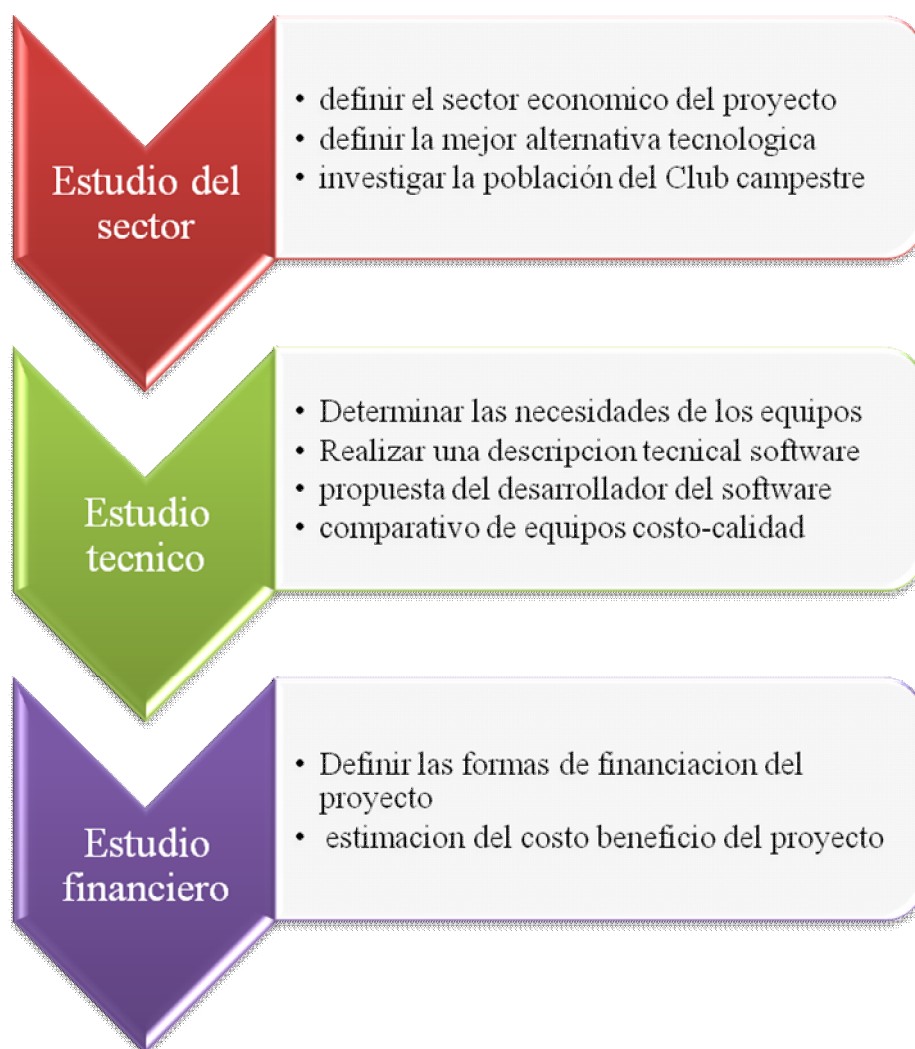 Estudio del
sector
• definir el sector economico del proyecto
• definir la mejor alternativa tecnologica
• investigar la población del Club campestre
Estudio
tecnico
• Determinar las necesidades de los equipos
• Realizar una descripcion tecnical software
• propuesta del desarrollador del software
• comparativo de equipos costo-calidad
Estudio
financiero
• Definir las formas de financiacion del
proyecto
• estimacion del costo beneficio del proyecto